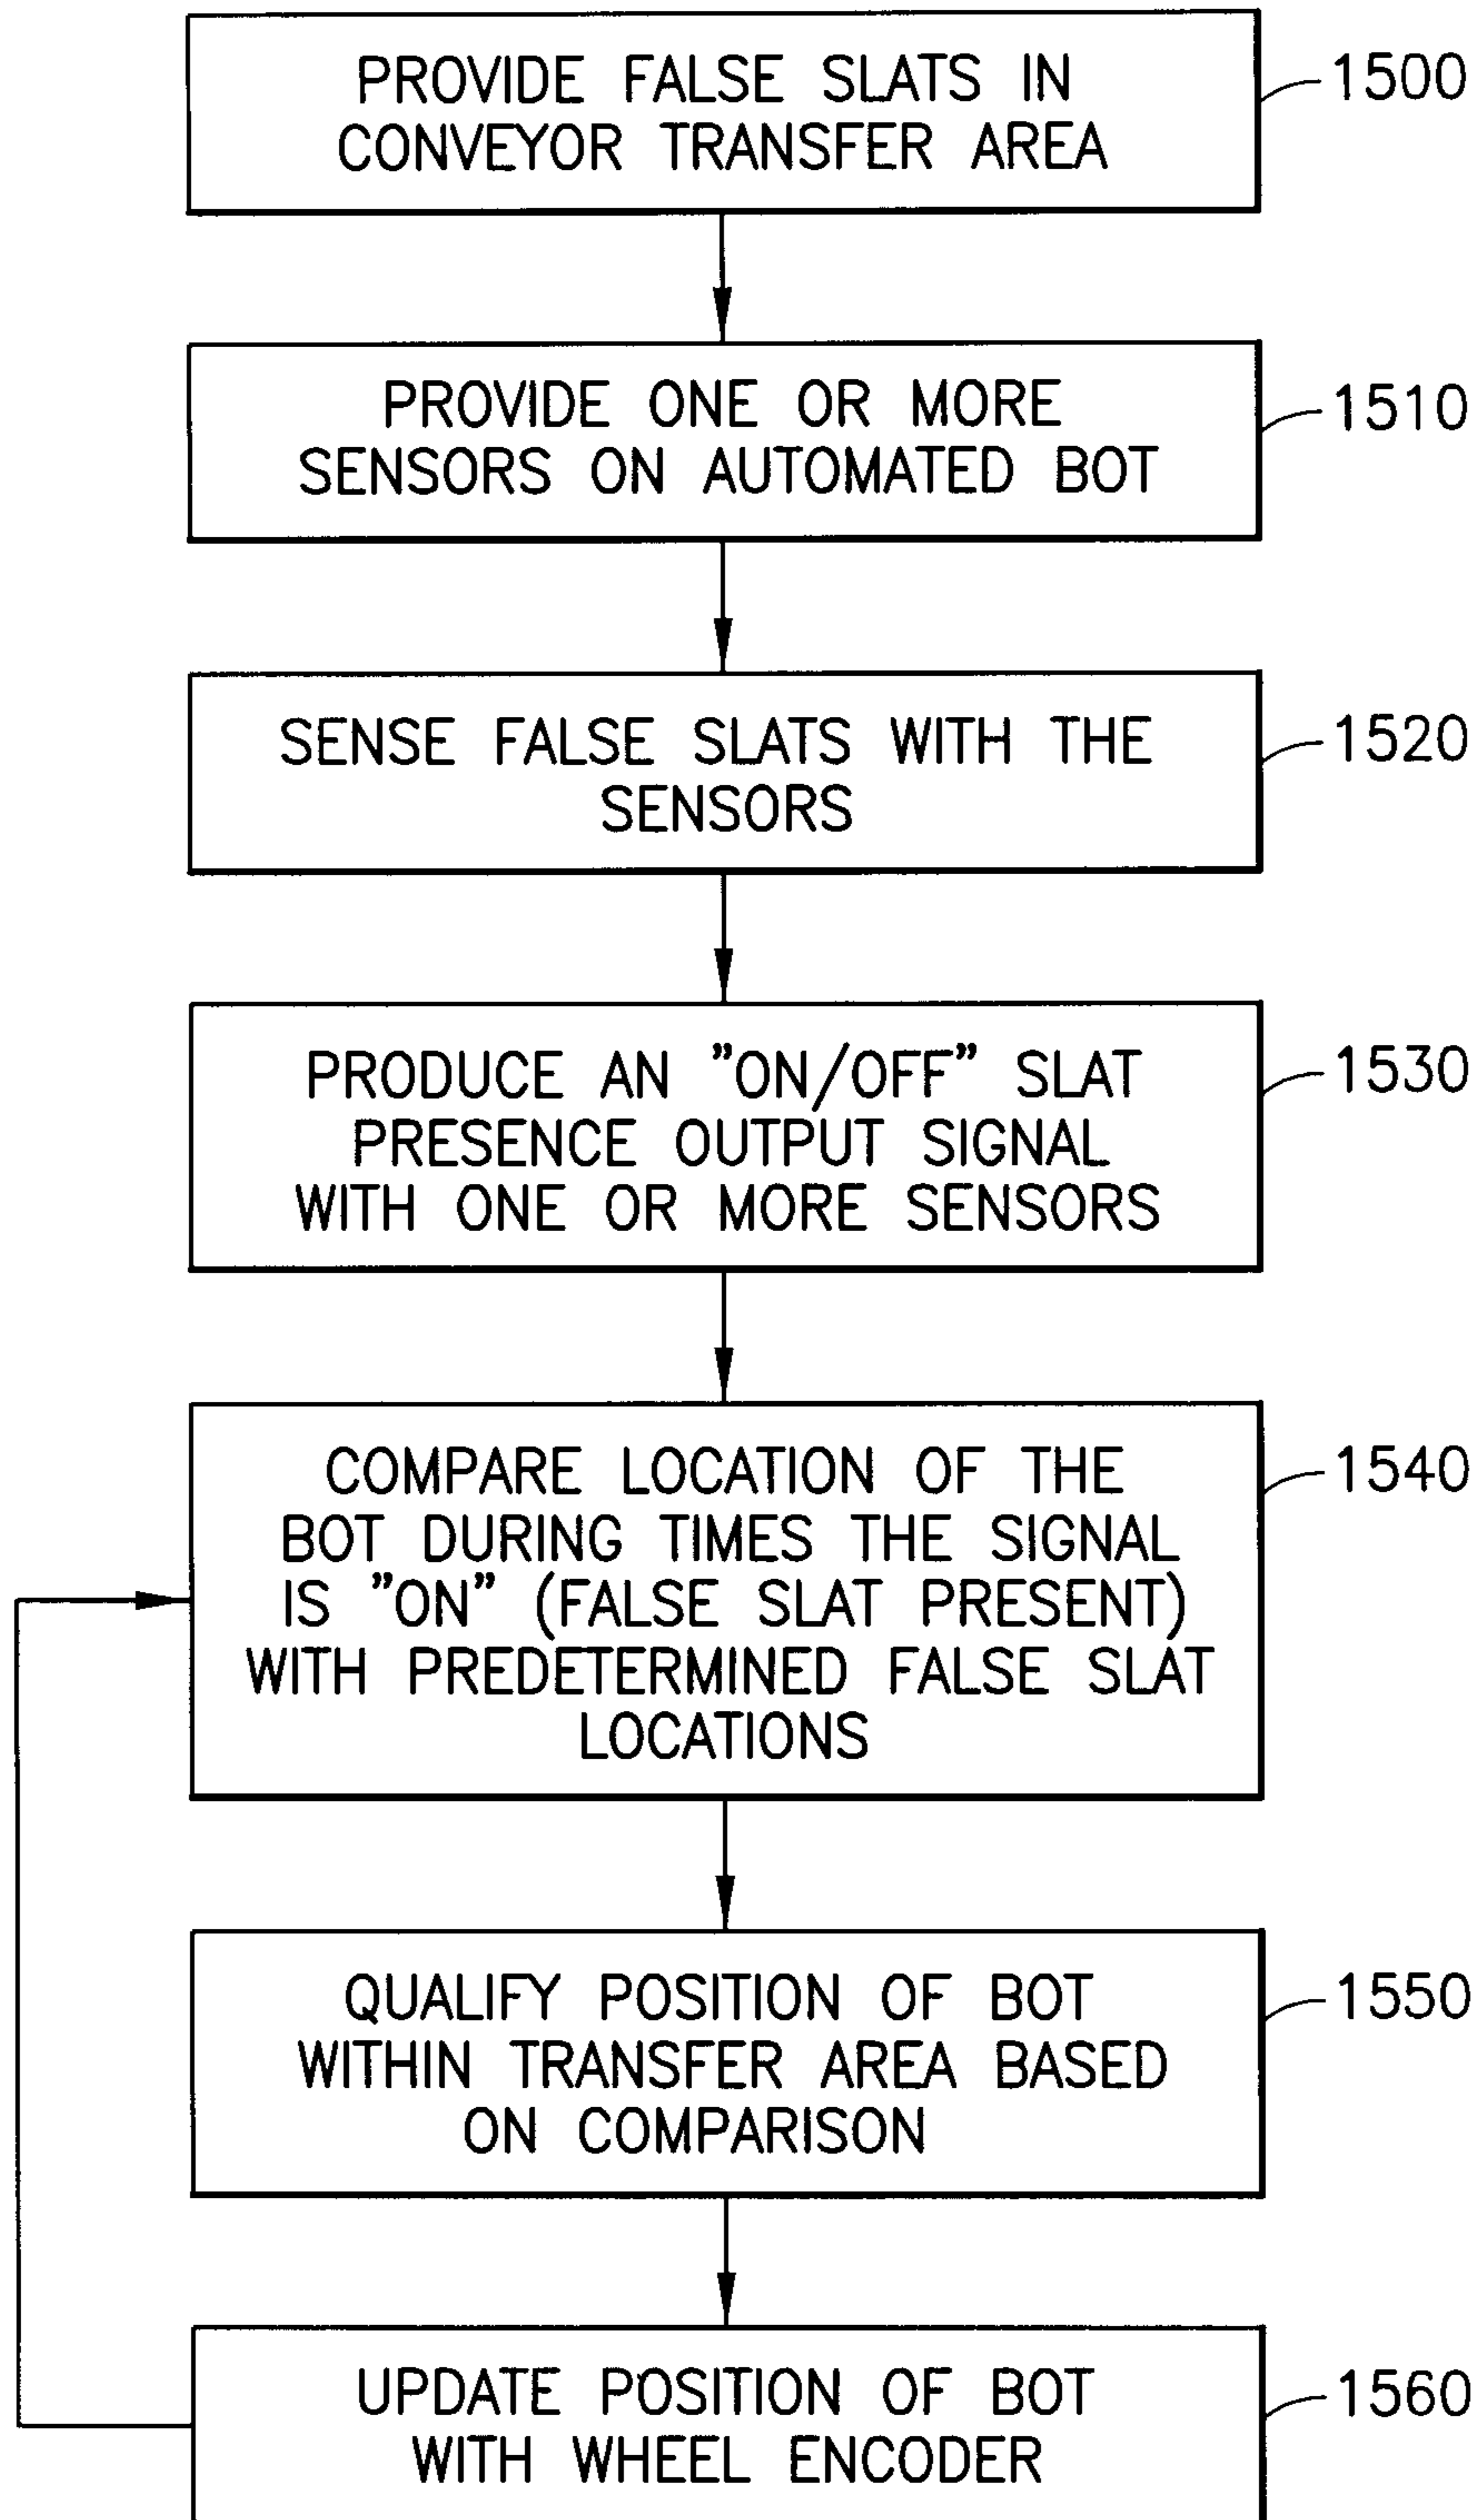 PROVIDE FALSE SLATS IN
CONVEYOR TRANSFER AREA
1500
PROVIDE ONE OR MORE
SENSORS ON AUTOMATED BOT
1510
SENSE FALSE SLATS WITH THE
SENSORS
1520
PRODUCE AN ”ON/OFF” SLAT
PRESENCE OUTPUT SIGNAL
WITH ONE OR MORE SENSORS
1530
COMPARE LOCATION OF THE
BOT DURING TIMES THE SIGNAL
IS ”ON” (FALSE SLAT PRESENT)
WITH PREDETERMINED FALSE SLAT
LOCATIONS
1540
QUALIFY POSITION OF BOT
WITHIN TRANSFER AREA BASED
ON COMPARISON
1550
UPDATE POSITION OF BOT
WITH WHEEL ENCODER
1560